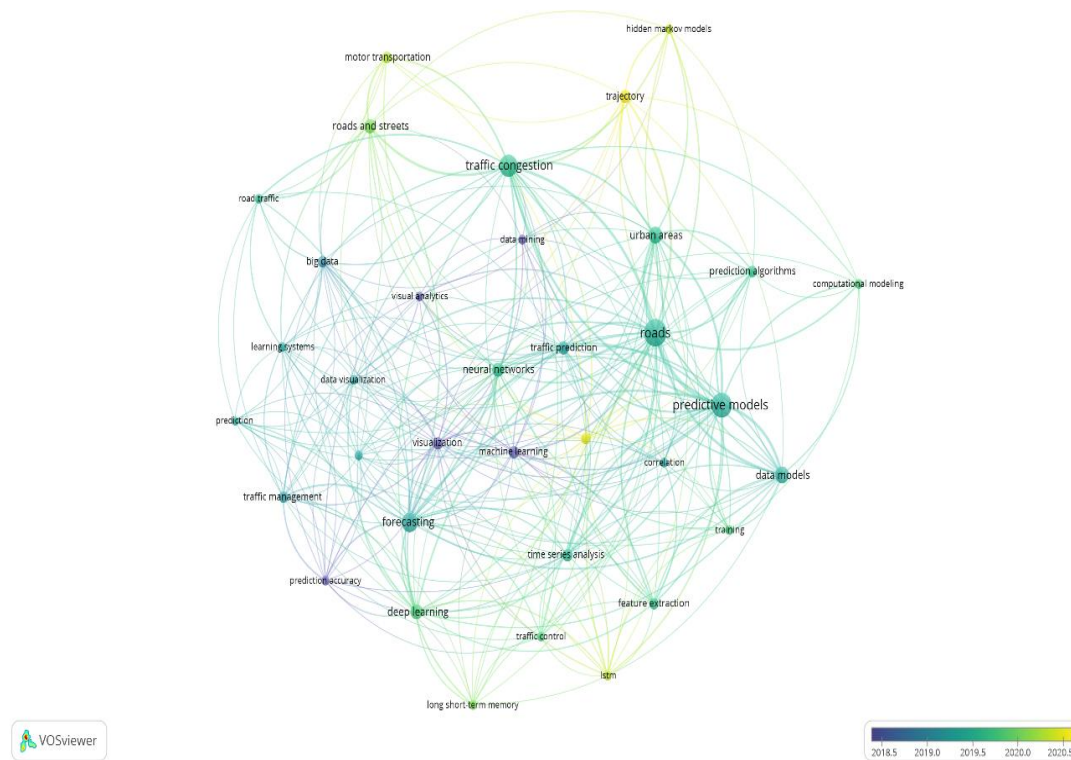 hidden markov models
motor transportation
trajectory
roads and streets
traffic congestion
road traffic
urban areas
data mining
big data
prediction algorithms
computational modeling
visual analytics
roads
learning systems
traffic prediction
neural networks
data visualization
predictive models
prediction
visualization
machine learning
correlation
data models
traffic management
forecasting
training
time series analysis
prediction accuracy
feature extraction
deep learning
traffic control
lstm
long short-term memory
VOSviewer
2018.5 2019.0 2019.5 2020.0 2020.5